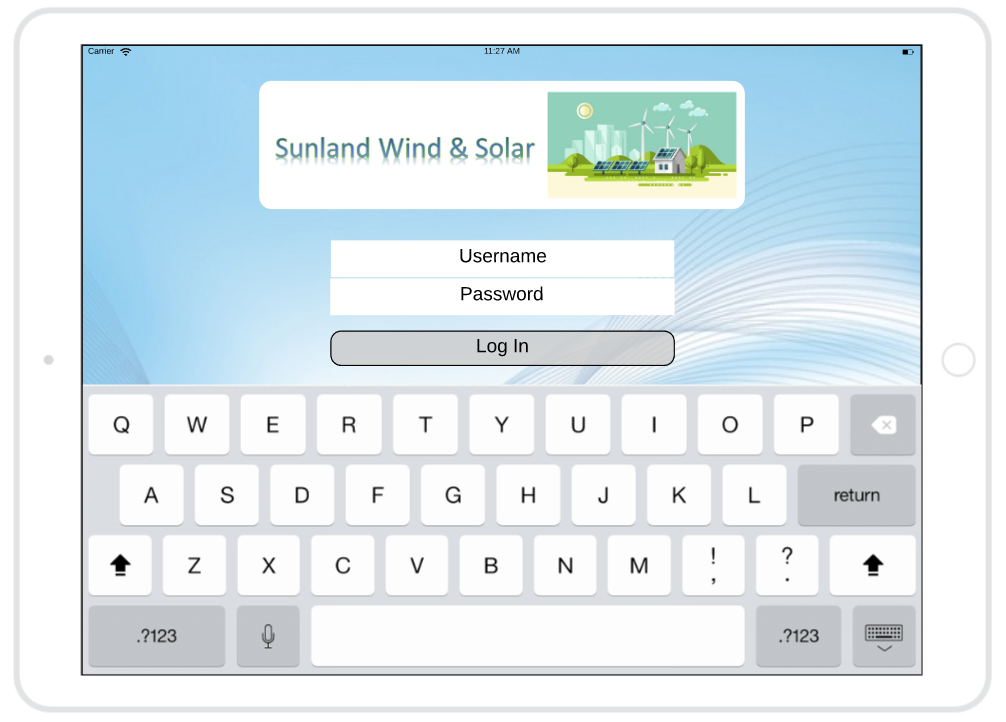 Carrier 11:27 AM
Sunland Wind & Solar
Username
Password
Log In
Q W E R T Y U I O P
A S D F G H J K L return
Z X C V B N M ! , ? .
.?123 .?123